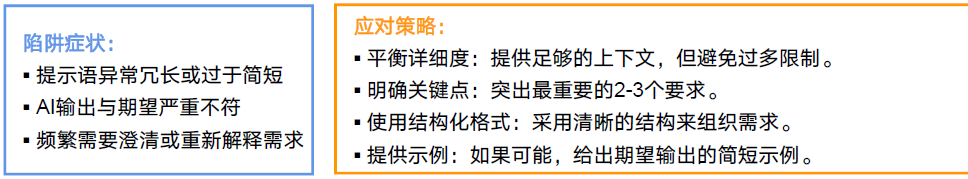 陷阱症状：
▪ 提示语异常冗长或过于简短
▪ AI输出与期望严重不符
▪ 频繁需要澄清或重新解释需求
应对策略：
▪ 平衡详细度：提供足够的上下文，但避免过多限制。
▪ 明确关键点：突出最重要的2-3个要求。
▪ 使用结构化格式：采用清晰的结构来组织需求。
▪ 提供示例：如果可能，给出期望输出的简短示例。